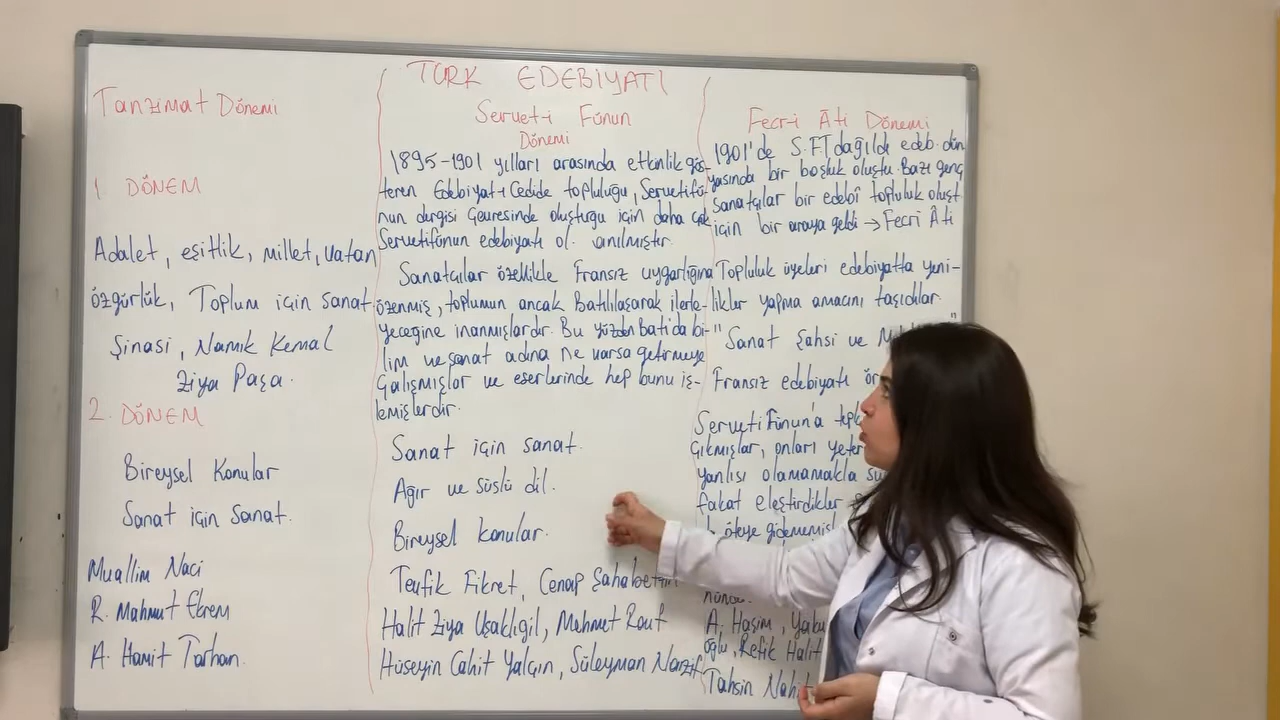 TÜRK EDEBİYATI
Tanzimat Dönemi
1. DÖNEM
Adalet, eşitlik, millet, vatan
özgürlük, Toplum için sanat.
Şinasi, Namık Kemal
Ziya Paşa.
2. DÖNEM
Bireysel Konular
Sanat için Sanat.
Muallim Naci
R. Mahmut Ekrem
A. Hamit Tarhan.
Servet-i Fünun
Dönemi
1895-1901 yılları arasında etkinlik gös-
teren Edebiyat-ı Cedide topluluğu, Servetifü-
nun dergisi çevresinde oluştuğu için daha çok
Servetifünun edebiyatı ol. anılmıştır.
Sanatçılar özellikle Fransız uygarlığına
özenmiş, toplumun ancak Batılılaşarak ilerle-
yeceğine inanmışlardır. Bu yüzden Batı'da bi-
lim ve sanat adına ne varsa getirmeye
çalışmışlar ve eserlerinde hep bunu iş-
lemişlerdir.
Sanat için sanat.
Ağır ve süslü dil.
Bireysel konular.
Tevfik Fikret, Cenap Şahabettin
Halit Ziya Uşaklıgil, Mehmet Rauf
Hüseyin Cahit Yalçın, Süleyman Nazif
Fecr-i Âti Dönemi
1901'de S.F.T dağıldı edeb. dün
yasında bir boşluk oluştu. Bazı genç
sanatçılar bir edebî topluluk oluşt.
için bir araya geldi → Fecri Âti
Topluluk üyeleri edebiyatta yeni-
likler yapma amacını taşıdılar.
"Sanat Şahsi ve "
Fransız edebiyatı
Servetifünun'a
çıkmışlar, onları
yanlısı olamamakla
fakat eleştirdikler
öteye gidememiş
A. Haşim,
oğlu, Refik Halit
Tahsin Nahit